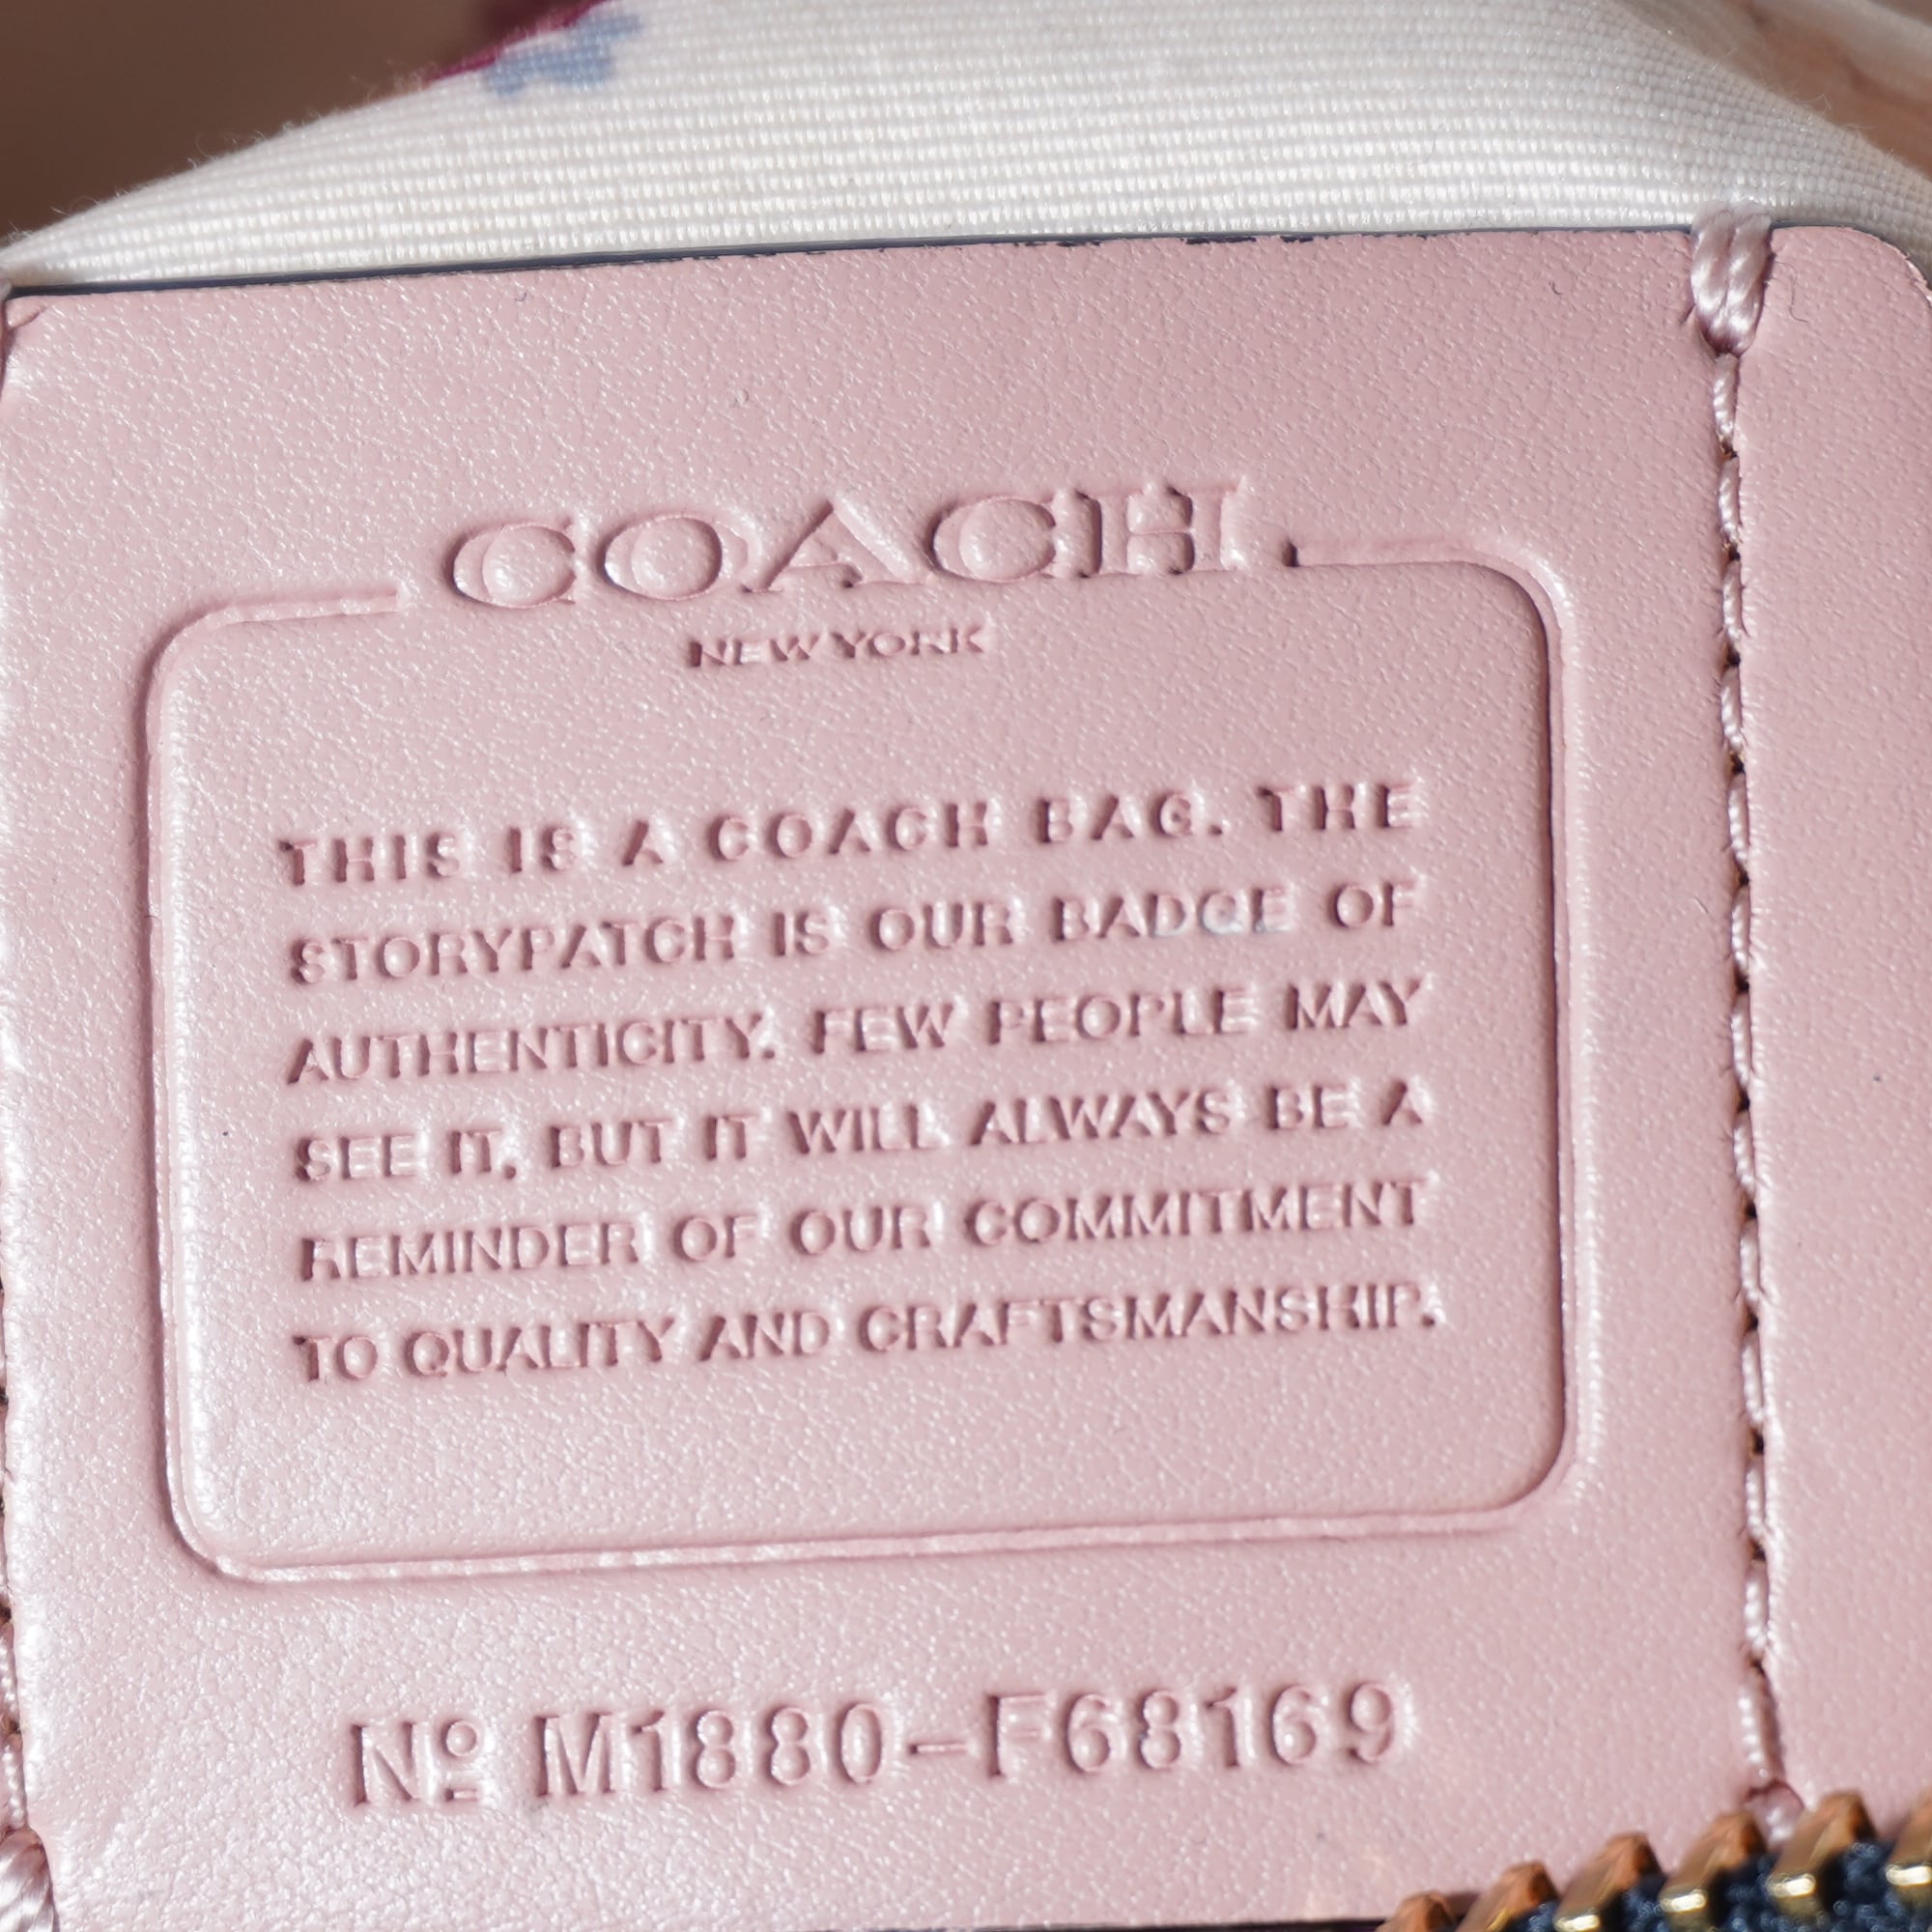 COACH
NEW YORK
THIS IS A COACH BAG. THE
STORYPATCH IS OUR BADGE OF
AUTHENTICITY. FEW PEOPLE MAY
SEE IT, BUT IT WILL ALWAYS BE A
REMINDER OF OUR COMMITMENT
TO QUALITY AND CRAFTSMANSHIP.
Nº M1880-F68169